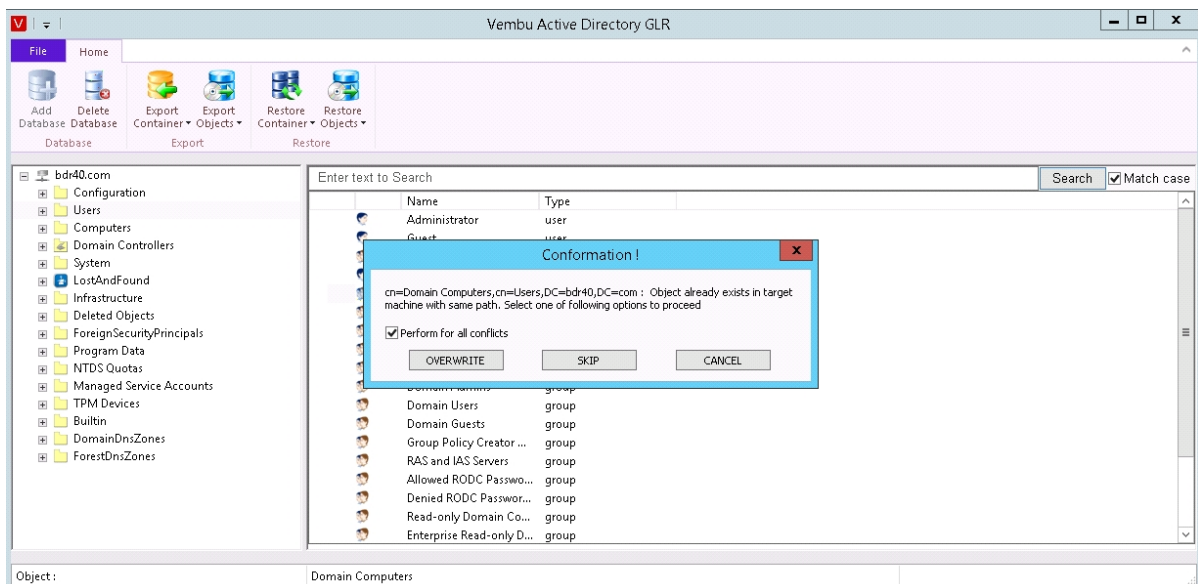 V
Vembu Active Directory GLR
File
Home
Add Database
Delete Database
Export Container
Export Objects
Restore Container
Restore Objects
Database
Export
Restore
bdr40.com
Configuration
Users
Computers
Domain Controllers
System
LostAndFound
Infrastructure
Deleted Objects
ForeignSecurityPrincipals
Program Data
NTDS Quotas
Managed Service Accounts
TPM Devices
Builtin
DomainDnsZones
ForestDnsZones
Enter text to Search
Search
Match case
Name Type
Administrator user
Guest user
Conformation !
x
cn=Domain Computers,cn=Users,DC=bdr40,DC=com : Object already exists in target
machine with same path. Select one of following options to proceed
Perform for all conflicts
OVERWRITE
SKIP
CANCEL
Domain Admins group
Domain Users group
Domain Guests group
Group Policy Creator ... group
RAS and IAS Servers group
Allowed RODC Passwo... group
Denied RODC Passwor... group
Read-only Domain Co... group
Enterprise Read-only D... group
Object :
Domain Computers